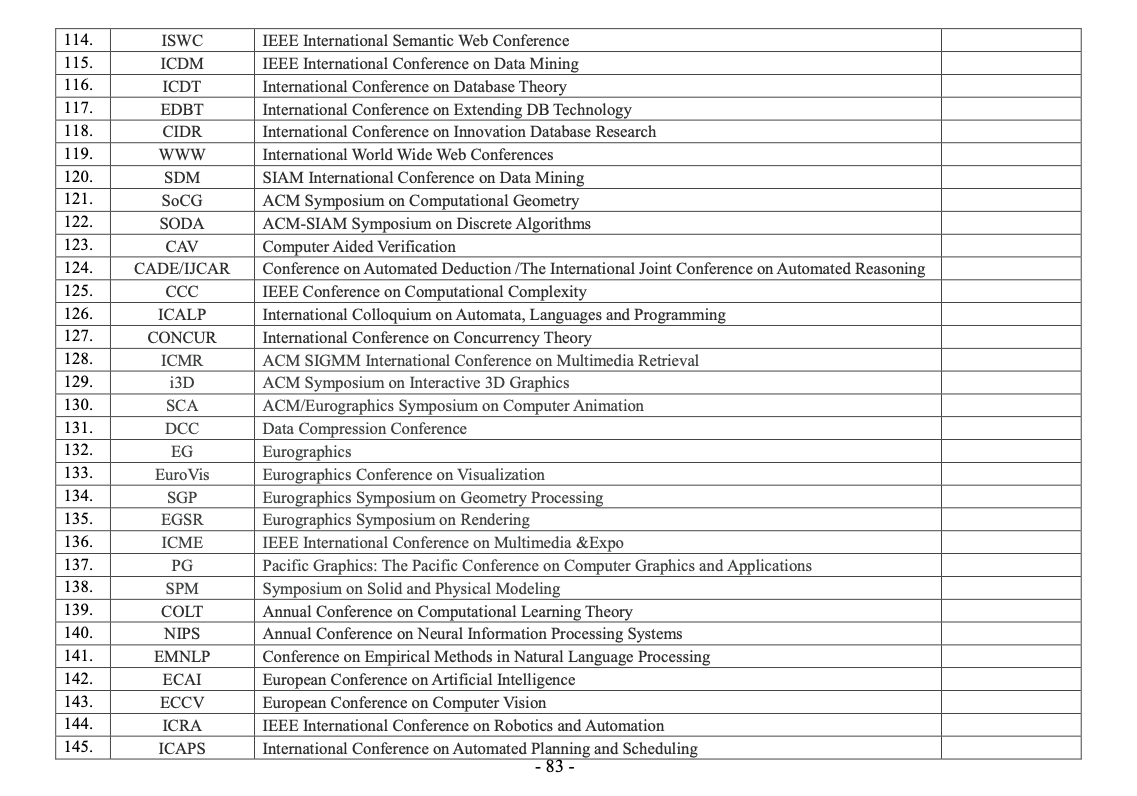 114. ISWC IEEE International Semantic Web Conference
115. ICDM IEEE International Conference on Data Mining
116. ICDT International Conference on Database Theory
117. EDBT International Conference on Extending DB Technology
118. CIDR International Conference on Innovation Database Research
119. WWW International World Wide Web Conferences
120. SDM SIAM International Conference on Data Mining
121. SoCG ACM Symposium on Computational Geometry
122. SODA ACM-SIAM Symposium on Discrete Algorithms
123. CAV Computer Aided Verification
124. CADE/IJCAR Conference on Automated Deduction /The International Joint Conference on Automated Reasoning
125. CCC IEEE Conference on Computational Complexity
126. ICALP International Colloquium on Automata, Languages and Programming
127. CONCUR International Conference on Concurrency Theory
128. ICMR ACM SIGMM International Conference on Multimedia Retrieval
129. i3D ACM Symposium on Interactive 3D Graphics
130. SCA ACM/Eurographics Symposium on Computer Animation
131. DCC Data Compression Conference
132. EG Eurographics
133. EuroVis Eurographics Conference on Visualization
134. SGP Eurographics Symposium on Geometry Processing
135. EGSR Eurographics Symposium on Rendering
136. ICME IEEE International Conference on Multimedia &Expo
137. PG Pacific Graphics: The Pacific Conference on Computer Graphics and Applications
138. SPM Symposium on Solid and Physical Modeling
139. COLT Annual Conference on Computational Learning Theory
140. NIPS Annual Conference on Neural Information Processing Systems
141. EMNLP Conference on Empirical Methods in Natural Language Processing
142. ECAI European Conference on Artificial Intelligence
143. ECCV European Conference on Computer Vision
144. ICRA IEEE International Conference on Robotics and Automation
145. ICAPS International Conference on Automated Planning and Scheduling
- 83 -